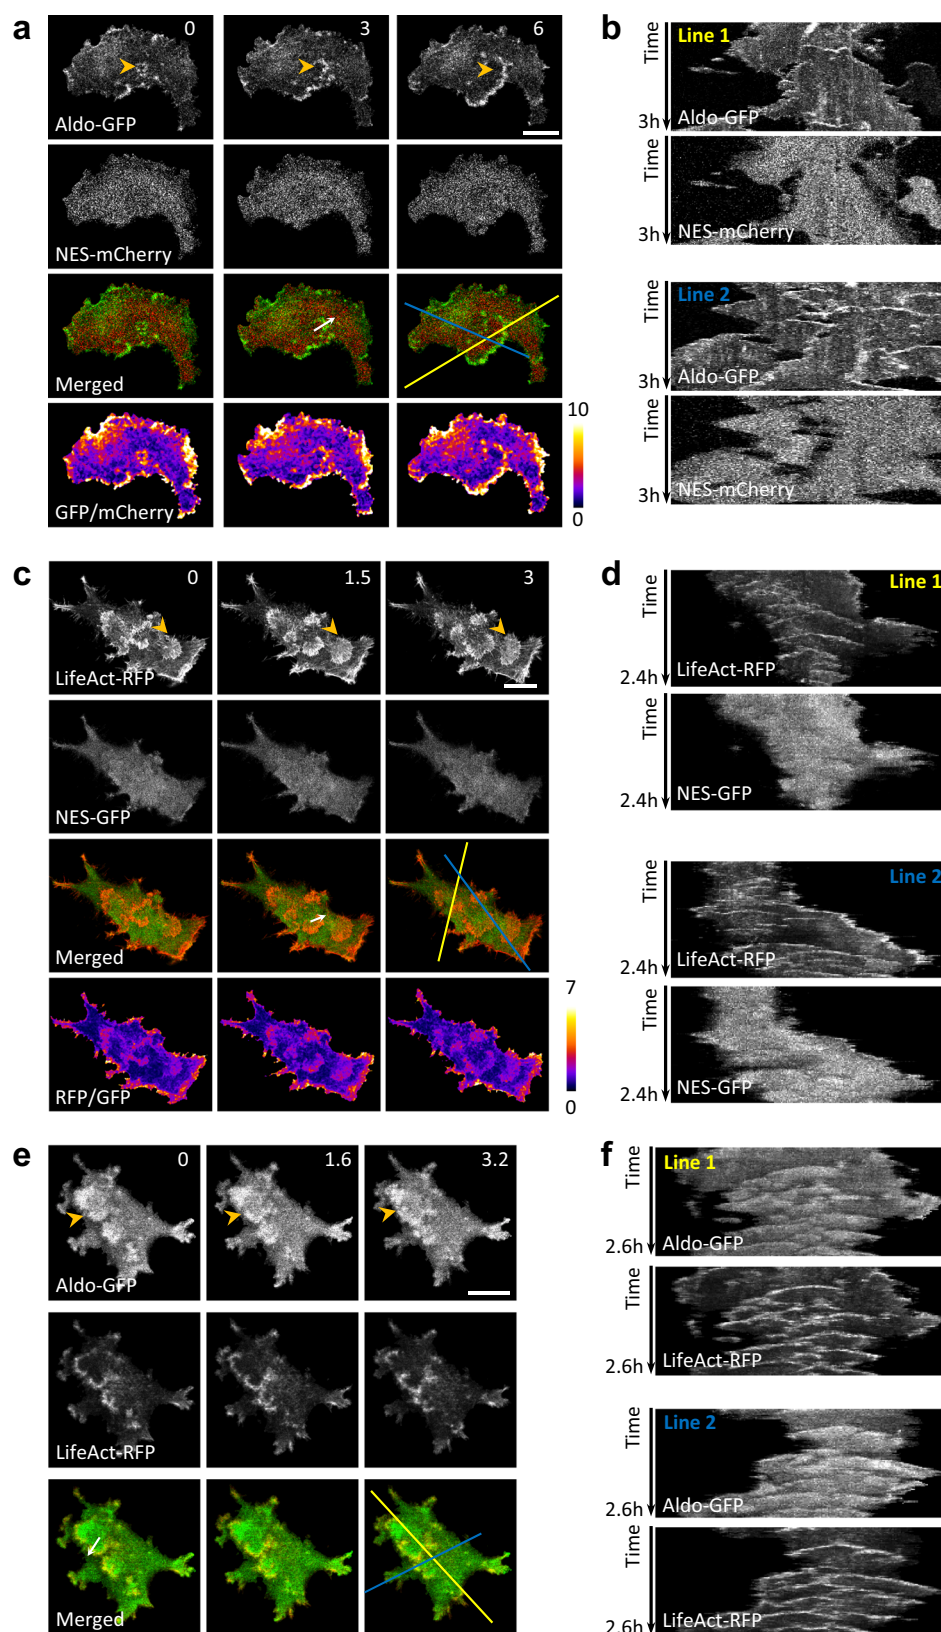 a
0
3
6
Aldo-GFP
NES-mCherry
Merged
GFP/mCherry
10
0
b
Time
Line 1
Aldo-GFP
3h
Time
NES-mCherry
3h
Time
Line 2
Aldo-GFP
3h
Time
NES-mCherry
3h
c
0
1.5
3
LifeAct-RFP
NES-GFP
Merged
RFP/GFP
7
0
d
Time
Line 1
LifeAct-RFP
2.4h
Time
NES-GFP
2.4h
Time
Line 2
LifeAct-RFP
2.4h
Time
NES-GFP
2.4h
e
0
1.6
3.2
Aldo-GFP
LifeAct-RFP
Merged
f
Time
Line 1
Aldo-GFP
2.6h
Time
LifeAct-RFP
2.6h
Time
Line 2
Aldo-GFP
2.6h
Time
LifeAct-RFP
2.6h